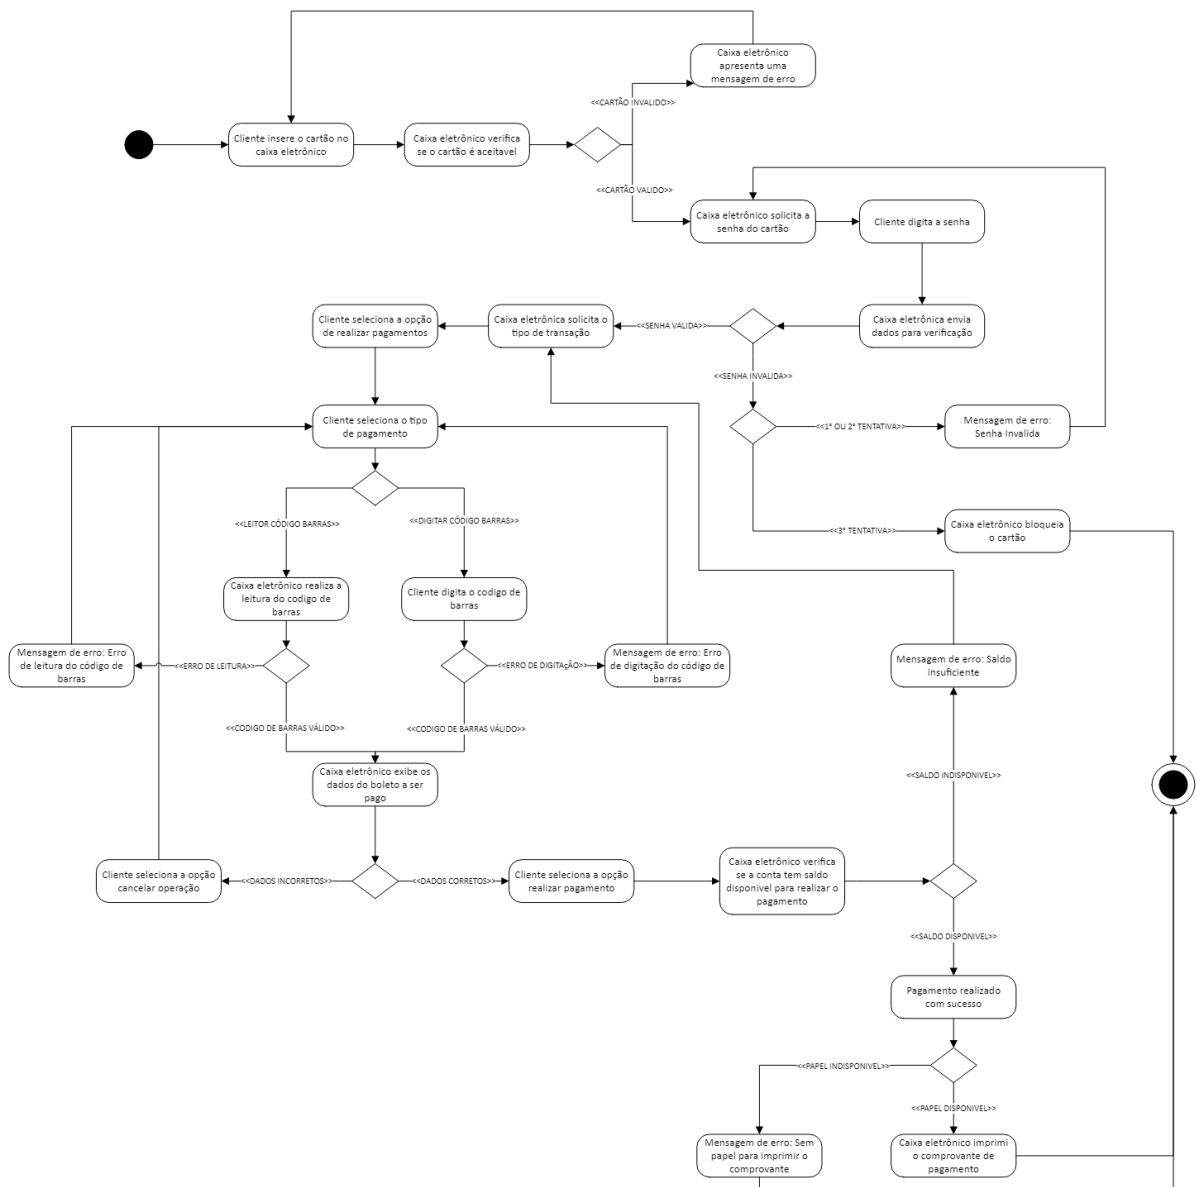 Caixa eletrônico
apresenta uma
mensagem de erro
<<CARTÃO INVALIDO>>
Cliente insere o cartão no
caixa eletrônico
Caixa eletrônico verifica
se o cartão é aceitavel
<<CARTÃO VALIDO>>
Caixa eletrônico solicita a
senha do cartão
Cliente digita a senha
Cliente seleciona a opção
de realizar pagamentos
Caixa eletrônica solicita o
tipo de transação
<<SENHA VALIDA>>
Caixa eletrônica envia
dados para verificação
<<SENHA INVALIDA>>
Cliente seleciona o tipo
de pagamento
<<1° OU 2° TENTATIVA>>
Mensagem de erro:
Senha Invalida
<<LEITOR CÓDIGO BARRAS>>
<<DIGITAR CÓDIGO BARRAS>>
<<3° TENTATIVA>>
Caixa eletrônico bloqueia
o cartão
Caixa eletrônico realiza a
leitura do codigo de
barras
Cliente digita o codigo de
barras
Mensagem de erro: Erro
de leitura do código de
barras
<<ERRO DE LEITURA>>
<<ERRO DE DIGITAçÃO>>
Mensagem de erro: Erro
de digitação do código de
barras
Mensagem de erro: Saldo
insuficiente
<<CODIGO DE BARRAS VÁLIDO>>
<<CODIGO DE BARRAS VÁLIDO>>
Caixa eletrônico exibe os
dados do boleto a ser
pago
<<SALDO INDISPONIVEL>>
Cliente seleciona a opção
cancelar operação
<<DADOS INCORRETOS>>
<<DADOS CORRETOS>>
Cliente seleciona a opção
realizar pagamento
Caixa eletrônico verifica
se a conta tem saldo
disponivel para realizar o
pagamento
<<SALDO DISPONIVEL>>
Pagamento realizado
com sucesso
<<PAPEL INDISPONIVEL>>
<<PAPEL DISPONIVEL>>
Mensagem de erro: Sem
papel para imprimir o
comprovante
Caixa eletrônico imprimi
o comprovante de
pagamento